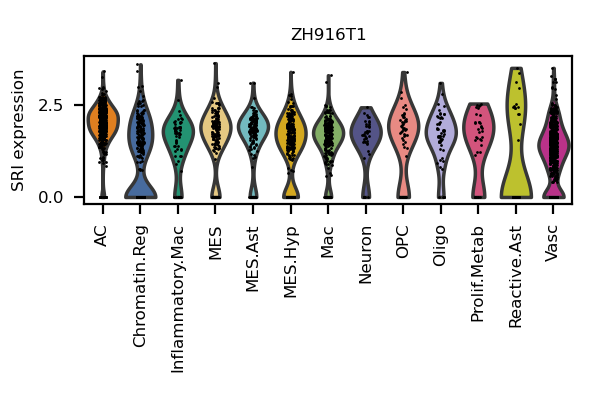 ZH916T1
SRI expression
2.5
0.0
AC
Chromatin.Reg
Inflammatory.Mac
MES
MES.Ast
MES.Hyp
Mac
Neuron
OPC
Oligo
Prolif.Metab
Reactive.Ast
Vasc